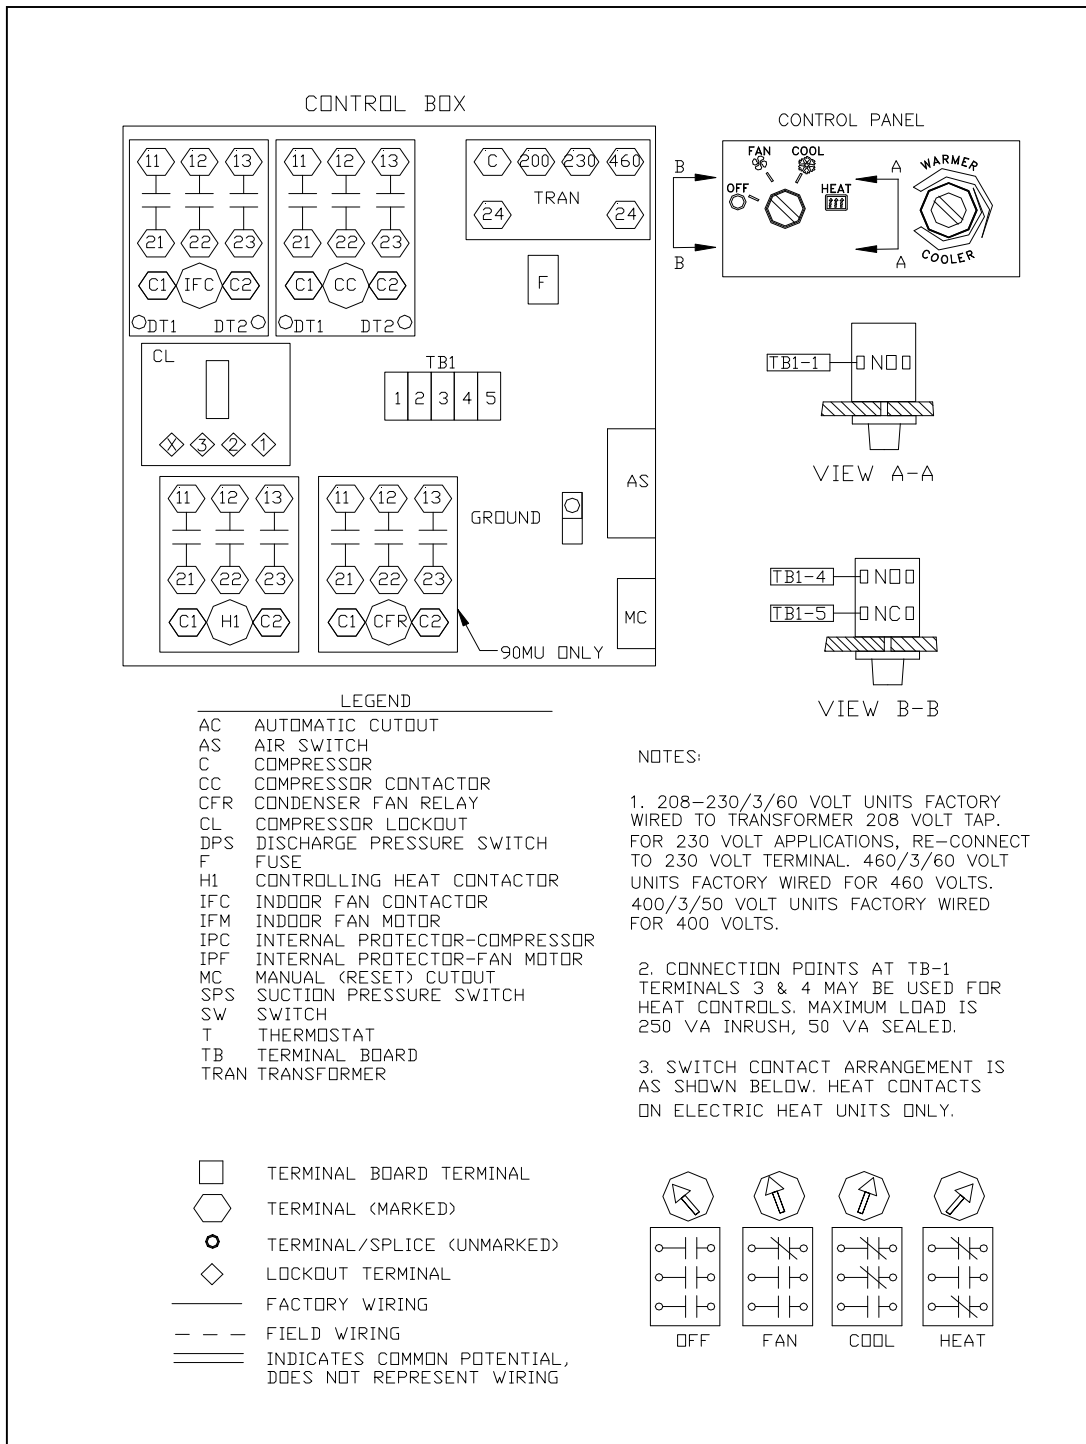 CONTROL BOX
11 12 13
21 22 23
C1 IFC C2
DT1 DT2
11 12 13
21 22 23
C1 CC C2
DT1 DT2
C 200 230 460
TRAN
24 24
F
CL
X 3 2 1
TB1
1 2 3 4 5
AS
GROUND
MC
11 12 13
21 22 23
C1 H1 C2
11 12 13
21 22 23
C1 CFR C2
90MU ONLY
CONTROL PANEL
FAN COOL
OFF HEAT
B
B
A
A
WARMER
COOLER
TB1-1
NO
VIEW A-A
TB1-4
NO
TB1-5
NC
VIEW B-B
LEGEND
AC AUTOMATIC CUTOUT
AS AIR SWITCH
C COMPRESSOR
CC COMPRESSOR CONTACTOR
CFR CONDENSER FAN RELAY
CL COMPRESSOR LOCKOUT
DPS DISCHARGE PRESSURE SWITCH
F FUSE
H1 CONTROLLING HEAT CONTACTOR
IFC INDOOR FAN CONTACTOR
IFM INDOOR FAN MOTOR
IPC INTERNAL PROTECTOR-COMPRESSOR
IPF INTERNAL PROTECTOR-FAN MOTOR
MC MANUAL (RESET) CUTOUT
SPS SUCTION PRESSURE SWITCH
SW SWITCH
T THERMOSTAT
TB TERMINAL BOARD
TRAN TRANSFORMER
NOTES:
1. 208-230/3/60 VOLT UNITS FACTORY
WIRED TO TRANSFORMER 208 VOLT TAP.
FOR 230 VOLT APPLICATIONS, RE-CONNECT
TO 230 VOLT TERMINAL. 460/3/60 VOLT
UNITS FACTORY WIRED FOR 460 VOLTS.
400/3/50 VOLT UNITS FACTORY WIRED
FOR 400 VOLTS.
2. CONNECTION POINTS AT TB-1
TERMINALS 3 & 4 MAY BE USED FOR
HEAT CONTROLS. MAXIMUM LOAD IS
250 VA INRUSH, 50 VA SEALED.
3. SWITCH CONTACT ARRANGEMENT IS
AS SHOWN BELOW. HEAT CONTACTS
ON ELECTRIC HEAT UNITS ONLY.
TERMINAL BOARD TERMINAL
TERMINAL (MARKED)
TERMINAL/SPLICE (UNMARKED)
LOCKOUT TERMINAL
FACTORY WIRING
FIELD WIRING
INDICATES COMMON POTENTIAL,
DOES NOT REPRESENT WIRING
OFF FAN COOL HEAT